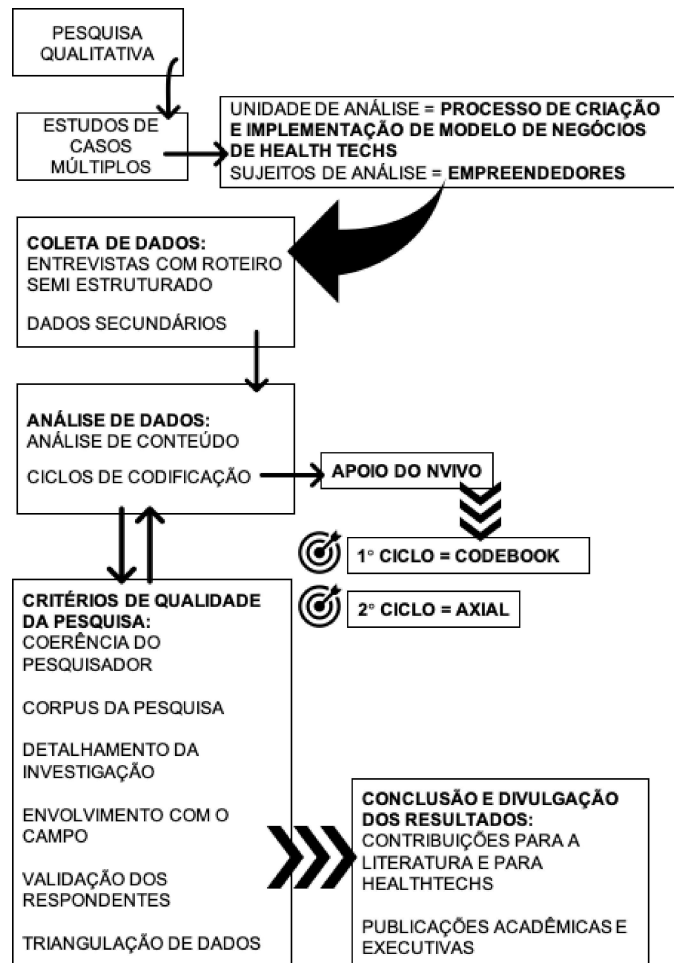 PESQUISA
QUALITATIVA
ESTUDOS DE
CASOS
MÚLTIPLOS
UNIDADE DE ANÁLISE = PROCESSO DE CRIAÇÃO
E IMPLEMENTAÇÃO DE MODELO DE NEGÓCIOS
DE HEALTH TECHS
SUJEITOS DE ANÁLISE = EMPREENDEDORES
COLETA DE DADOS:
ENTREVISTAS COM ROTEIRO
SEMI ESTRUTURADO
DADOS SECUNDÁRIOS
ANÁLISE DE DADOS:
ANÁLISE DE CONTEÚDO
CICLOS DE CODIFICAÇÃO
APOIO DO NVIVO
1° CICLO = CODEBOOK
2° CICLO = AXIAL
CRITÉRIOS DE QUALIDADE
DA PESQUISA:
COERÊNCIA DO
PESQUISADOR
CORPUS DA PESQUISA
DETALHAMENTO DA
INVESTIGAÇÃO
ENVOLVIMENTO COM O
CAMPO
VALIDAÇÃO DOS
RESPONDENTES
TRIANGULAÇÃO DE DADOS
CONCLUSÃO E DIVULGAÇÃO
DOS RESULTADOS:
CONTRIBUIÇÕES PARA A
LITERATURA E PARA
HEALTHTECHS
PUBLICAÇÕES ACADÊMICAS E
EXECUTIVAS